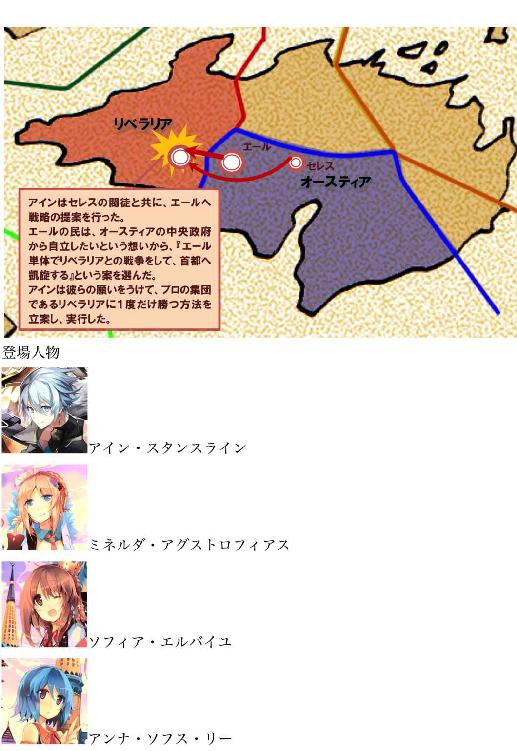 リベラリア
エール
セレス
オースティア
アインはセレスの闘徒と共に、エールへ
戦略の提案を行った。
エールの民は、オースティアの中央政府
から自立したいという想いから、『エール
単体でリベラリアとの戦争をして、首都へ
凱旋する』という案を選んだ。
アインは彼らの願いをうけて、プロの集団
であるリベラリアに1度だけ勝つ方法を
立案し、実行した。
登場人物
アイン・スタンスライン
ミネルダ・アグストロフィアス
ソフィア・エルバイユ
アンナ・ソフス・リー